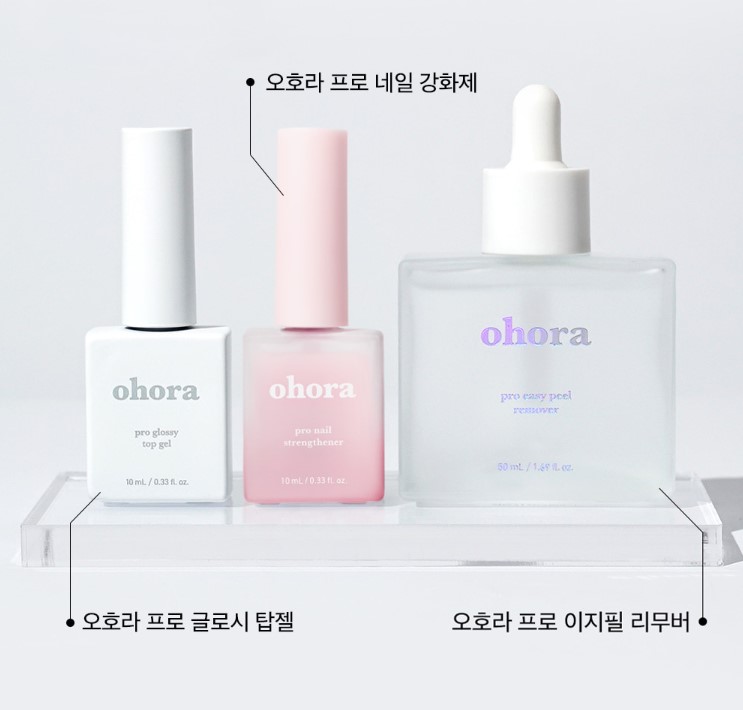 오호라 프로 네일 강화제
ohora
pro glossy
top gel
10 mL / 0.33 fl. oz.
ohora
pro nail
strengthener
10 mL / 0.33 fl. oz.
ohora
pro easy peel
remover
50 mL / 1.69 fl. oz.
오호라 프로 글로시 탑젤
오호라 프로 이지필 리무버